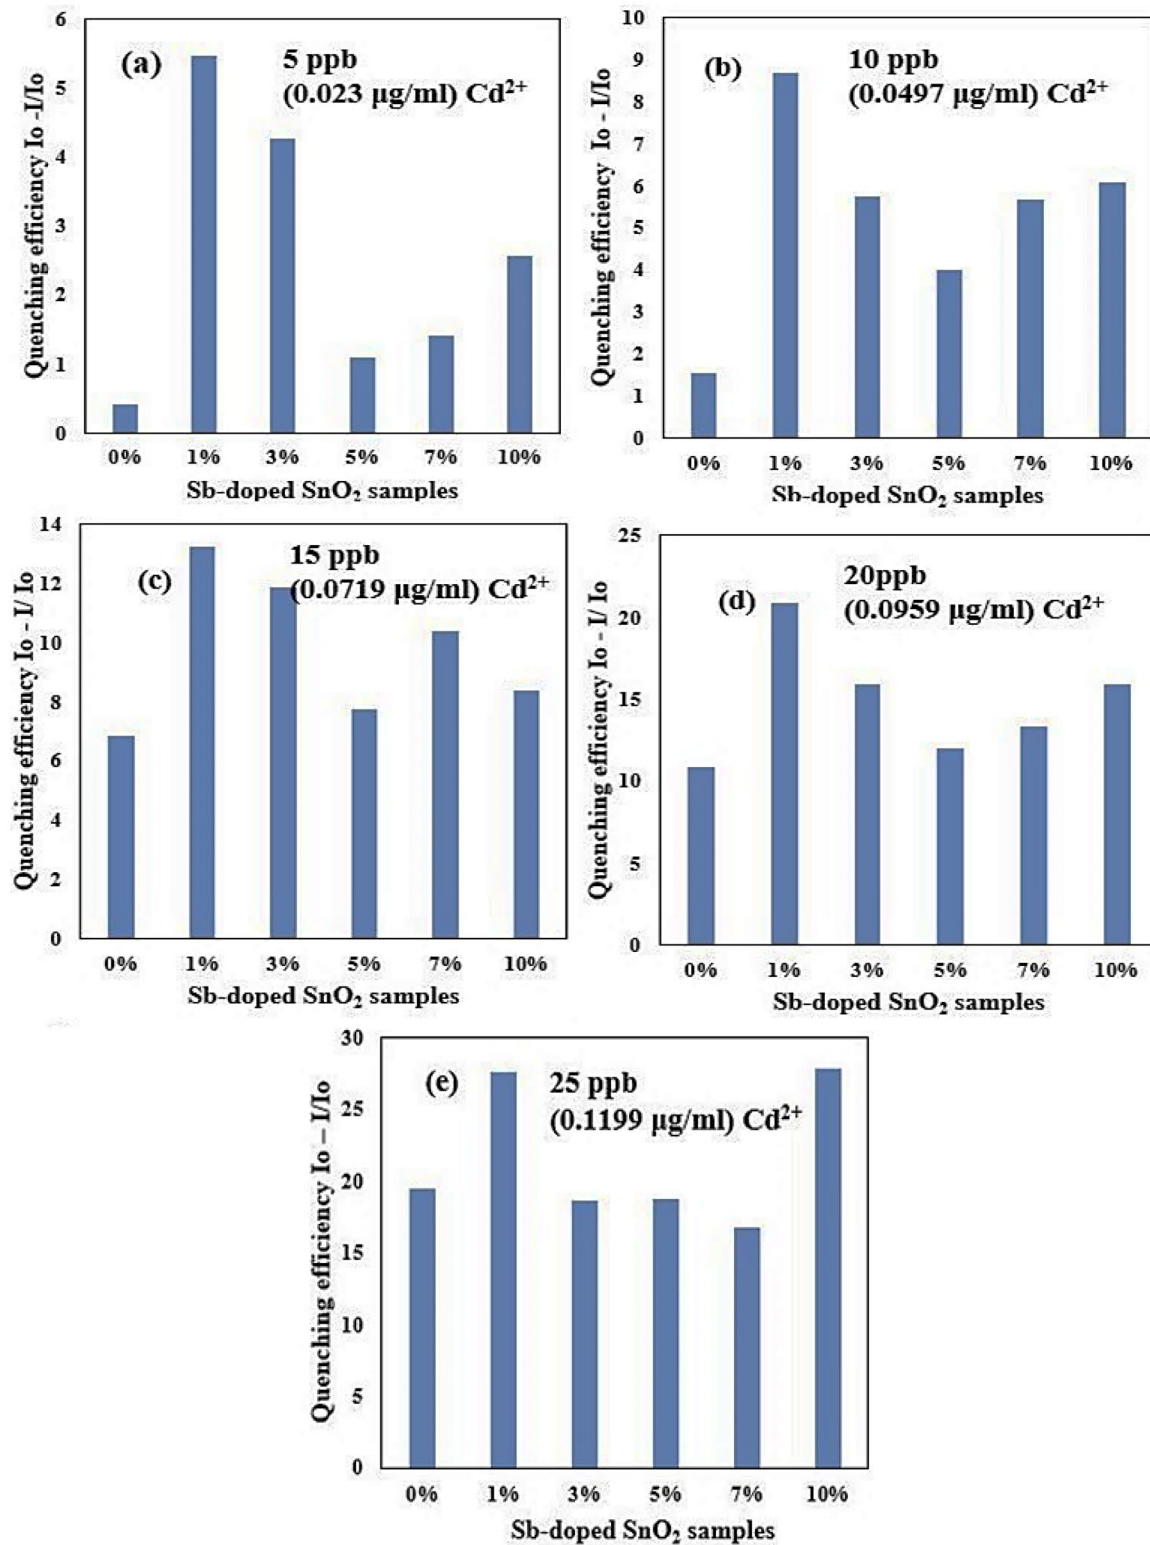 (a)
5 ppb
(0.023 µg/ml) Cd²⁺
Quenching efficiency Io -I/Io
6
5
4
3
2
1
0
0% 1% 3% 5% 7% 10%
Sb-doped SnO₂ samples
(b)
10 ppb
(0.0497 µg/ml) Cd²⁺
Quenching efficiency Io - I/Io
10
9
8
7
6
5
4
3
2
1
0
0% 1% 3% 5% 7% 10%
Sb-doped SnO₂ samples
(c)
15 ppb
(0.0719 µg/ml) Cd²⁺
Quenching efficiency Io - I/ Io
14
12
10
8
6
4
2
0
0% 1% 3% 5% 7% 10%
Sb-doped SnO₂ samples
(d)
20ppb
(0.0959 µg/ml) Cd²⁺
Quenching efficiency Io - I/ Io
25
20
15
10
5
0
0% 1% 3% 5% 7% 10%
Sb-doped SnO₂ samples
(e)
25 ppb
(0.1199 µg/ml) Cd²⁺
Quenching efficiency Io – I/Io
30
25
20
15
10
5
0
0% 1% 3% 5% 7% 10%
Sb-doped SnO₂ samples